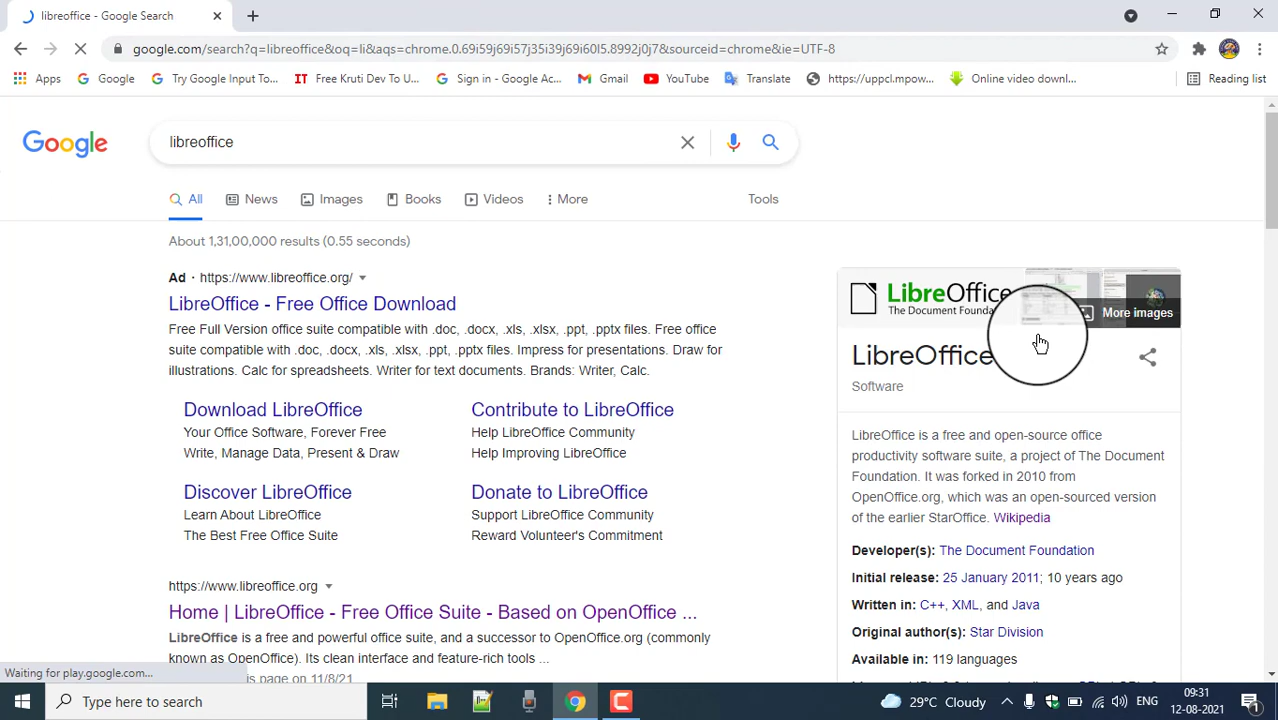 libreoffice - Google Search
google.com/search?q=libreoffice&oq=li&aqs=chrome.0.69i59j69i57j35i39j69i60l5.8992j0j7&sourceid=chrome&ie=UTF-8
Apps Google Try Google Input To... Free Kruti Dev To U... Sign in - Google Ac... Gmail YouTube Translate https://uppcl.mpow... Online video downl... Reading list
Google libreoffice
All News Images Books Videos More Tools
About 1,31,00,000 results (0.55 seconds)
Ad · https://www.libreoffice.org/
LibreOffice - Free Office Download
Free Full Version office suite compatible with .doc, .docx, .xls, .xlsx, .ppt, .pptx files. Free office
suite compatible with .doc, .docx, .xls, .xlsx, .ppt, .pptx files. Impress for presentations. Draw for
illustrations. Calc for spreadsheets. Writer for text documents. Brands: Writer, Calc.
Download LibreOffice
Your Office Software, Forever Free
Write, Manage Data, Present & Draw
Contribute to LibreOffice
Help LibreOffice Community
Help Improving LibreOffice
Discover LibreOffice
Learn About LibreOffice
The Best Free Office Suite
Donate to LibreOffice
Support LibreOffice Community
Reward Volunteer's Commitment
https://www.libreoffice.org
Home | LibreOffice - Free Office Suite - Based on OpenOffice ...
LibreOffice is a free and powerful office suite, and a successor to OpenOffice.org (commonly
known as OpenOffice). Its clean interface and feature-rich tools ...
is page on 11/8/21
LibreOffice
The Document
More images
LibreOffice
Software
LibreOffice is a free and open-source office
productivity software suite, a project of The Document
Foundation. It was forked in 2010 from
OpenOffice.org, which was an open-sourced version
of the earlier StarOffice. Wikipedia
Developer(s): The Document Foundation
Initial release: 25 January 2011; 10 years ago
Written in: C++, XML, and Java
Original author(s): Star Division
Available in: 119 languages
Waiting for play.google.com...
Type here to search
29°C Cloudy
ENG
09:31
12-08-2021
1